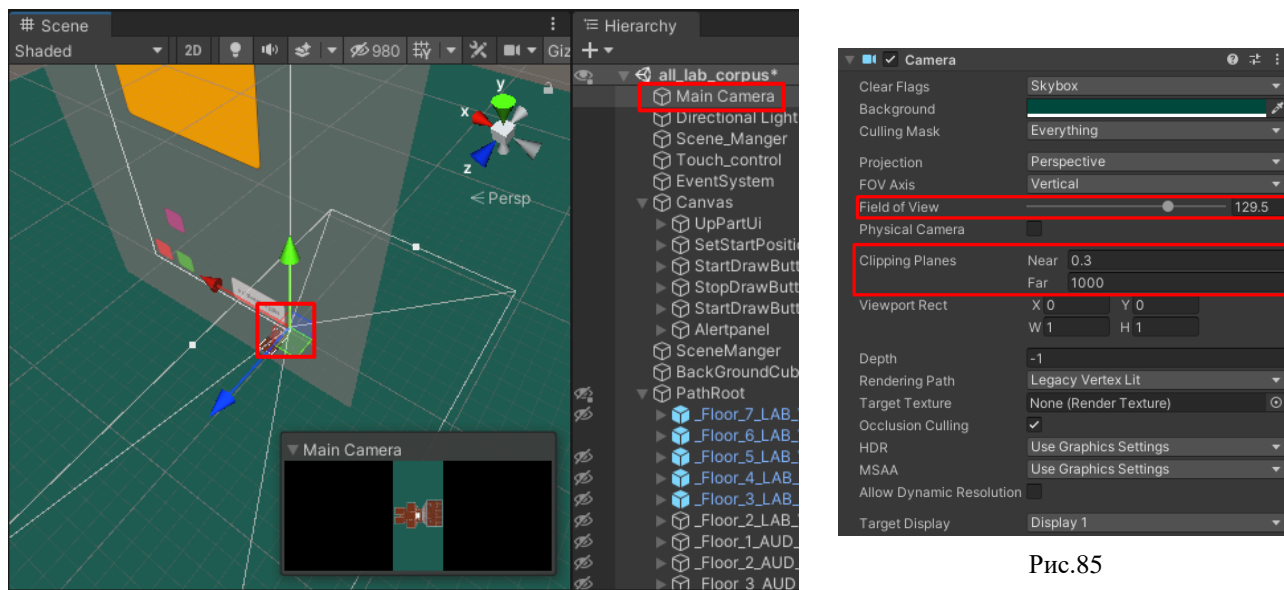 Scene
Shaded
2D
980
Giz
y
x
z
Persp
Main Camera
Hierarchy
all_lab_corpus*
Main Camera
Directional Light
Scene_Manger
Touch_control
EventSystem
Canvas
UpPartUi
SetStartPositi
StartDrawButt
StopDrawButt
StartDrawButt
Alertpanel
SceneManger
BackGroundCub
PathRoot
_Floor_7_LAB_
_Floor_6_LAB_
_Floor_5_LAB_
_Floor_4_LAB_
_Floor_3_LAB_
_Floor_2_LAB_
_Floor_1_AUD_
_Floor_2_AUD_
_Floor_3_AUD
Camera
Clear Flags Skybox
Background
Culling Mask Everything
Projection Perspective
FOV Axis Vertical
Field of View 129.5
Physical Camera
Clipping Planes Near 0.3
Far 1000
Viewport Rect X 0 Y 0
W 1 H 1
Depth -1
Rendering Path Legacy Vertex Lit
Target Texture None (Render Texture)
Occlusion Culling
HDR Use Graphics Settings
MSAA Use Graphics Settings
Allow Dynamic Resolution
Target Display Display 1
Рис.85